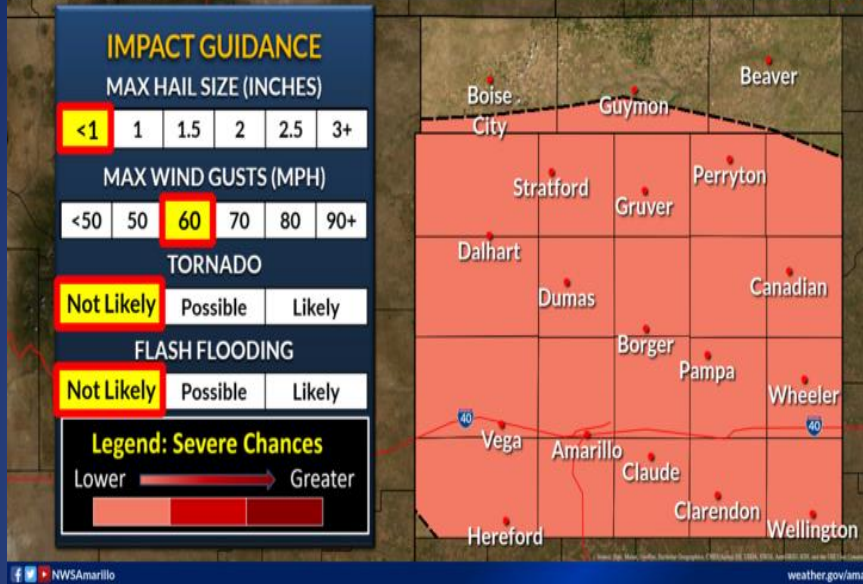 IMPACT GUIDANCE
MAX HAIL SIZE (INCHES)
<1 1 1.5 2 2.5 3+
MAX WIND GUSTS (MPH)
<50 50 60 70 80 90+
TORNADO
Not Likely Possible Likely
FLASH FLOODING
Not Likely Possible Likely
Legend: Severe Chances
Lower Greater
Boise City
Guymon
Beaver
Stratford
Gruver
Perryton
Dalhart
Dumas
Canadian
Borger
Pampa
Wheeler
40
40
Vega
Amarillo
Claude
Clarendon
Hereford
Wellington
NWSAmarillo
weather.gov/ama